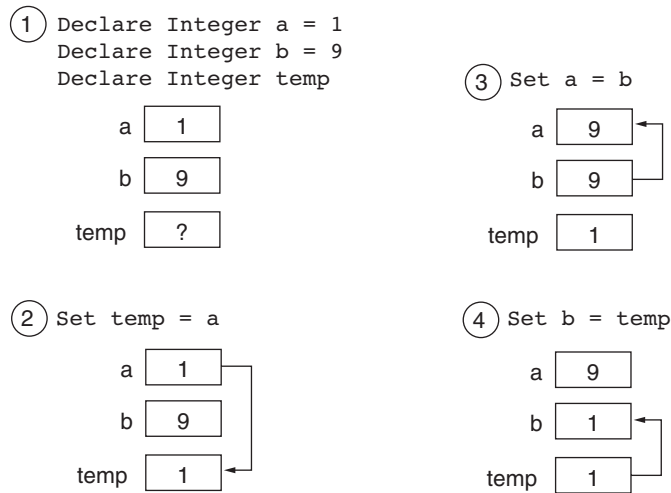 1 Declare Integer a = 1
Declare Integer b = 9
Declare Integer temp
a 1
b 9
temp ?
2 Set temp = a
a 1
b 9
temp 1
3 Set a = b
a 9
b 9
temp 1
4 Set b = temp
a 9
b 1
temp 1